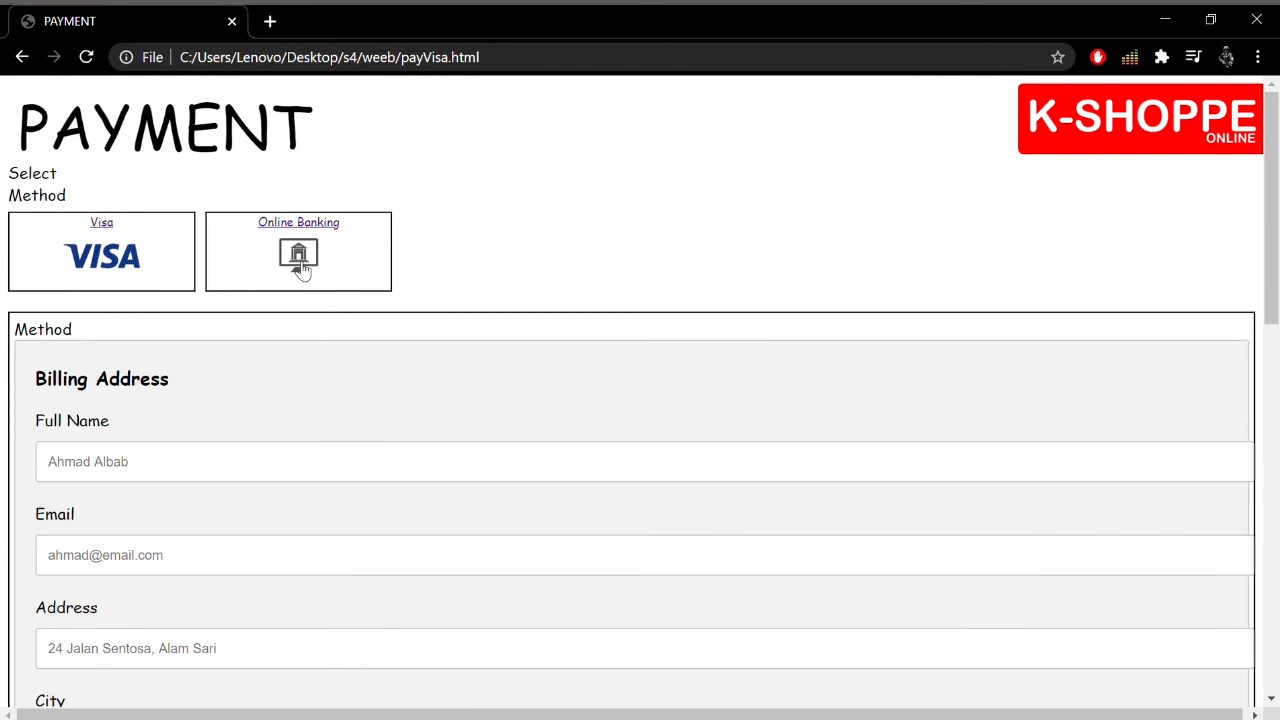 PAYMENT
File C:/Users/Lenovo/Desktop/s4/weeb/payVisa.html
PAYMENT
K-SHOPPE
ONLINE
Select
Method
Visa
VISA
Online Banking
Method
Billing Address
Full Name
Ahmad Albab
Email
ahmad@email.com
Address
24 Jalan Sentosa, Alam Sari
City